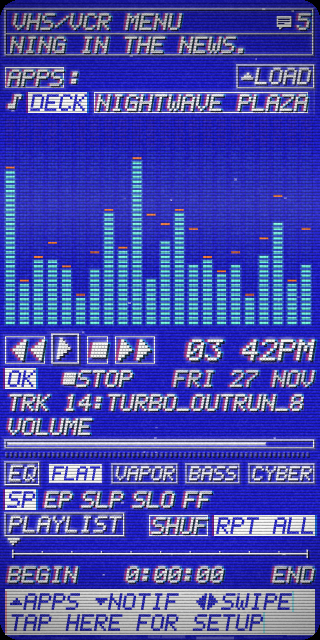 VHS/VCR MENU 5
NING IN THE NEWS.
APPS: LOAD
DECK NIGHTWAVE PLAZA
03 42PM
OK STOP FRI 27 NOV
TRK 14:TURBO_OUTRUN_8
VOLUME
EQ FLAT VAPOR BASS CYBER
SP EP SLP SLO FF
PLAYLIST SHUF RPT ALL
BEGIN 0:00:00 END
APPS NOTIF SWIPE
TAP HERE FOR SETUP